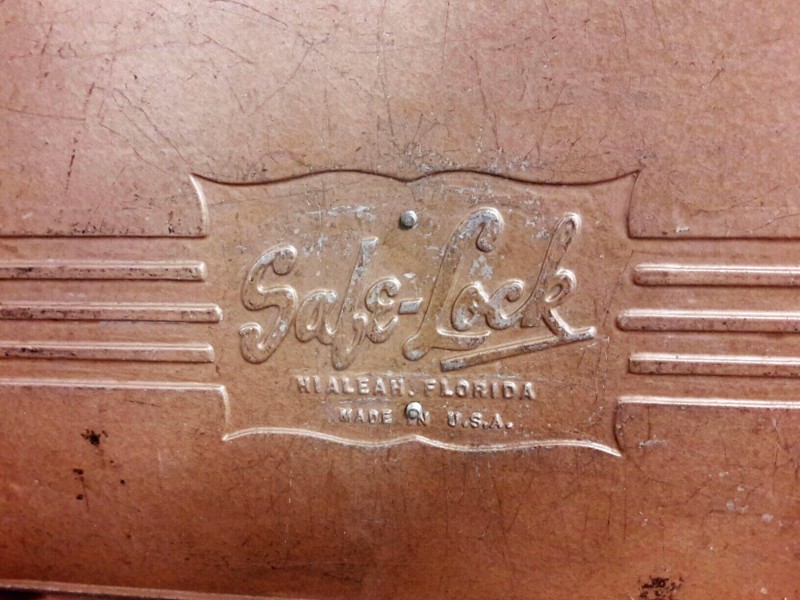 Safe-Lock
HIALEAH, FLORIDA
MADE IN U.S.A.